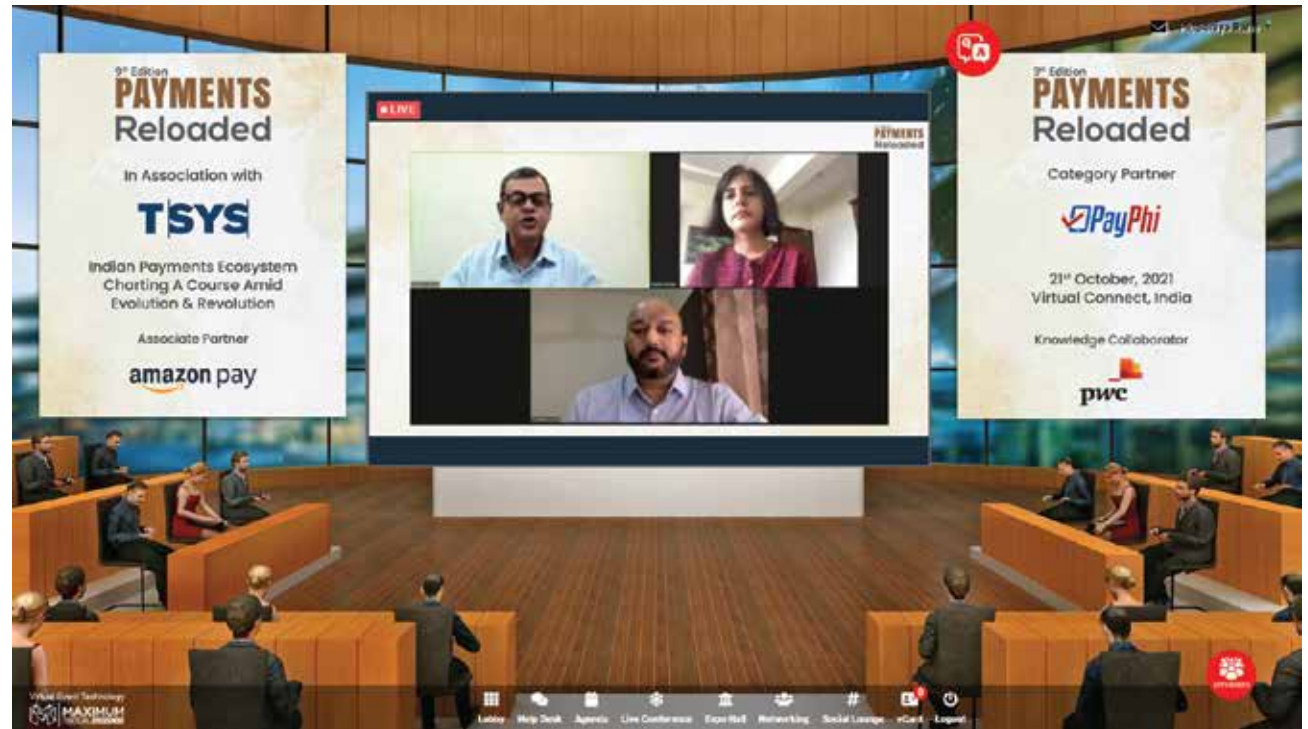 9th Edition
PAYMENTS
Reloaded
In Association with
TSYS
Indian Payments Ecosystem
Charting A Course Amid
Evolution & Revolution
Associate Partner
amazon pay
LIVE
PAYMENTS
Reloaded
Q A
9th Edition
PAYMENTS
Reloaded
Category Partner
PayPhi
21st October, 2021
Virtual Connect, India
Knowledge Collaborator
pwc
Virtual Event Technology
MAXIMUM
Lobby
Help Desk
Agenda
Live Conference
Expo Hall
Networking
#
Social Lounge
eCard
Logout